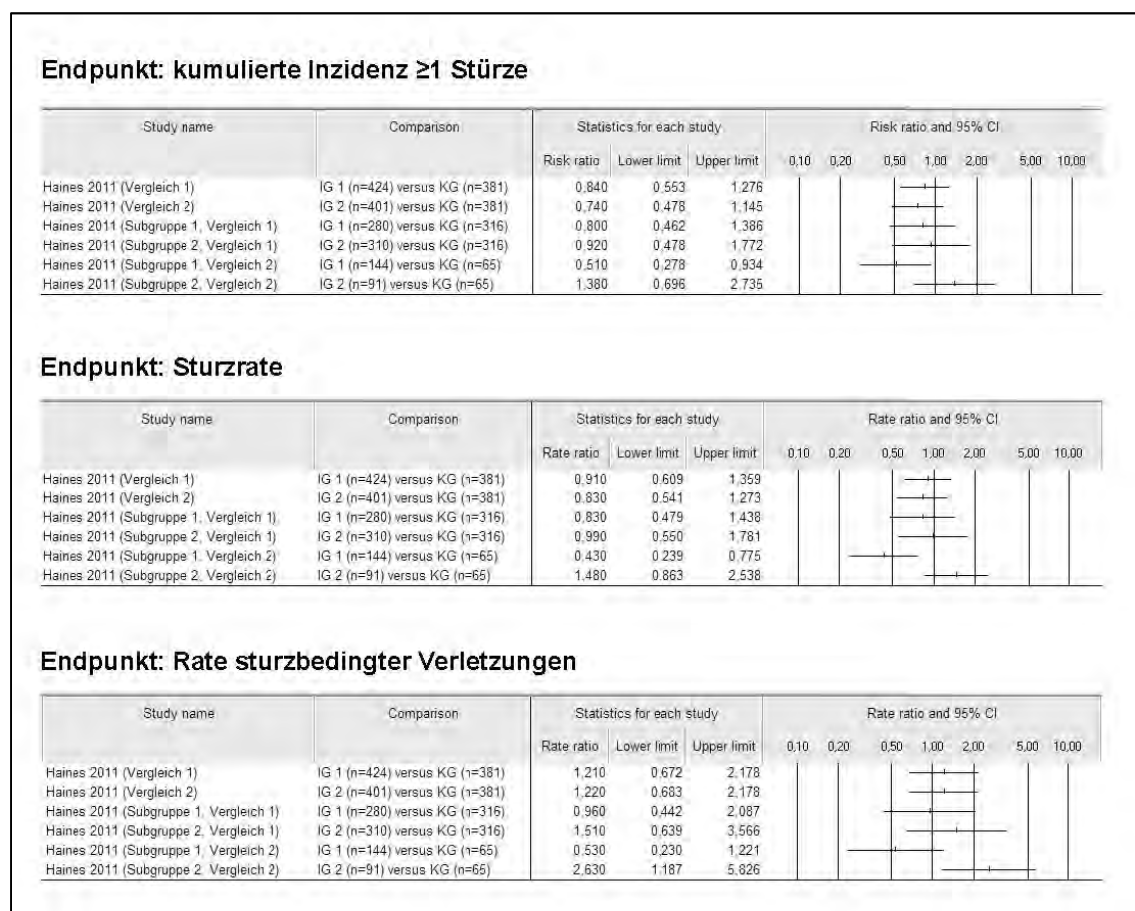 Endpunkt: kumulierte Inzidenz ≥1 Stürze
Study name Comparison Statistics for each study Risk ratio and 95% CI
Risk ratio Lower limit Upper limit 0,10 0,20 0,50 1,00 2,00 5,00 10,00
Haines 2011 (Vergleich 1) IG 1 (n=424) versus KG (n=381) 0,840 0,553 1,276
Haines 2011 (Vergleich 2) IG 2 (n=401) versus KG (n=381) 0,740 0,478 1,145
Haines 2011 (Subgruppe 1, Vergleich 1) IG 1 (n=280) versus KG (n=316) 0,800 0,462 1,386
Haines 2011 (Subgruppe 2, Vergleich 1) IG 2 (n=310) versus KG (n=316) 0,920 0,478 1,772
Haines 2011 (Subgruppe 1, Vergleich 2) IG 1 (n=144) versus KG (n=65) 0,510 0,278 0,934
Haines 2011 (Subgruppe 2, Vergleich 2) IG 2 (n=91) versus KG (n=65) 1,380 0,696 2,735
Endpunkt: Sturzrate
Study name Comparison Statistics for each study Rate ratio and 95% CI
Rate ratio Lower limit Upper limit 0,10 0,20 0,50 1,00 2,00 5,00 10,00
Haines 2011 (Vergleich 1) IG 1 (n=424) versus KG (n=381) 0,910 0,609 1,359
Haines 2011 (Vergleich 2) IG 2 (n=401) versus KG (n=381) 0,830 0,541 1,273
Haines 2011 (Subgruppe 1, Vergleich 1) IG 1 (n=280) versus KG (n=316) 0,830 0,479 1,438
Haines 2011 (Subgruppe 2, Vergleich 1) IG 2 (n=310) versus KG (n=316) 0,990 0,550 1,781
Haines 2011 (Subgruppe 1, Vergleich 2) IG 1 (n=144) versus KG (n=65) 0,430 0,239 0,775
Haines 2011 (Subgruppe 2, Vergleich 2) IG 2 (n=91) versus KG (n=65) 1,480 0,863 2,538
Endpunkt: Rate sturzbedingter Verletzungen
Study name Comparison Statistics for each study Rate ratio and 95% CI
Rate ratio Lower limit Upper limit 0,10 0,20 0,50 1,00 2,00 5,00 10,00
Haines 2011 (Vergleich 1) IG 1 (n=424) versus KG (n=381) 1,210 0,672 2,178
Haines 2011 (Vergleich 2) IG 2 (n=401) versus KG (n=381) 1,220 0,683 2,178
Haines 2011 (Subgruppe 1, Vergleich 1) IG 1 (n=280) versus KG (n=316) 0,960 0,442 2,087
Haines 2011 (Subgruppe 2, Vergleich 1) IG 2 (n=310) versus KG (n=316) 1,510 0,639 3,566
Haines 2011 (Subgruppe 1, Vergleich 2) IG 1 (n=144) versus KG (n=65) 0,530 0,230 1,221
Haines 2011 (Subgruppe 2, Vergleich 2) IG 2 (n=91) versus KG (n=65) 2,630 1,187 5,826